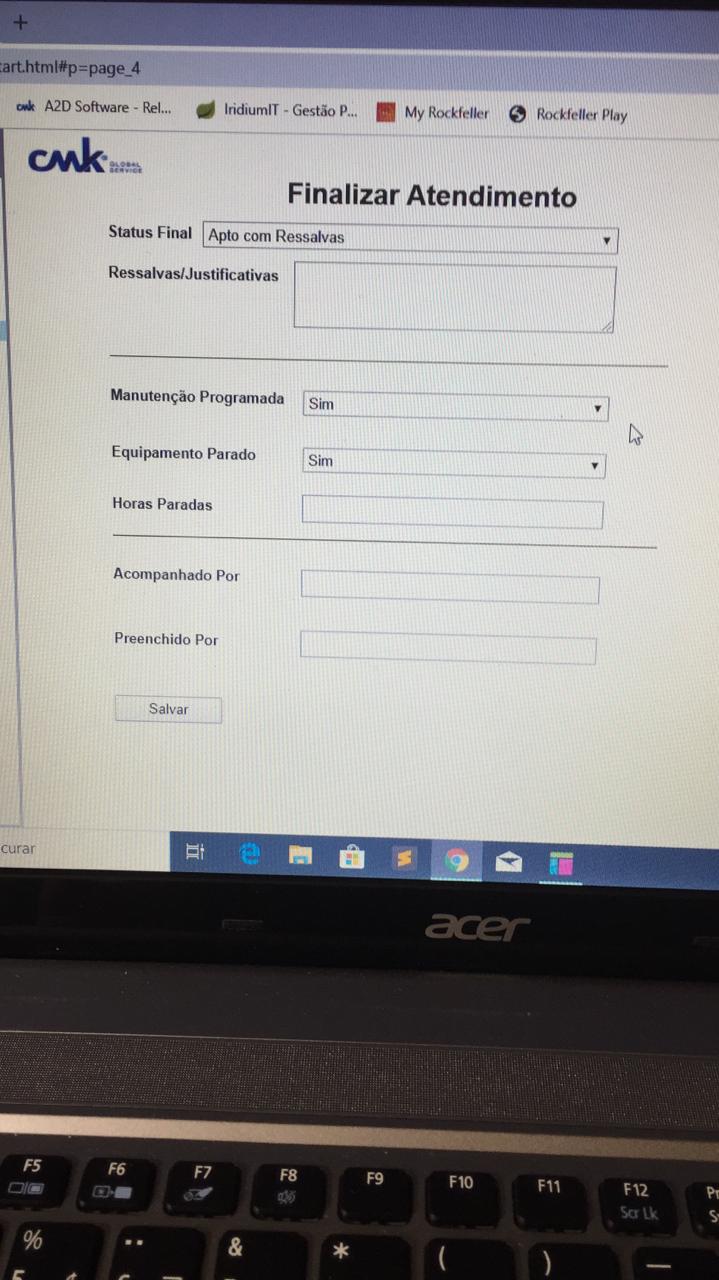 +
tart.html#p=page_4
cmk A2D Software - Rel... IridiumIT - Gestão P... My Rockfeller Rockfeller Play
cmk GLOBAL SERVICE
Finalizar Atendimento
Status Final Apto com Ressalvas
Ressalvas/Justificativas
Manutenção Programada Sim
Equipamento Parado Sim
Horas Paradas
Acompanhado Por
Preenchido Por
Salvar
curar
acer
F5 F6 F7 F8 F9 F10 F11 F12
Scr Lk
% & * ( )